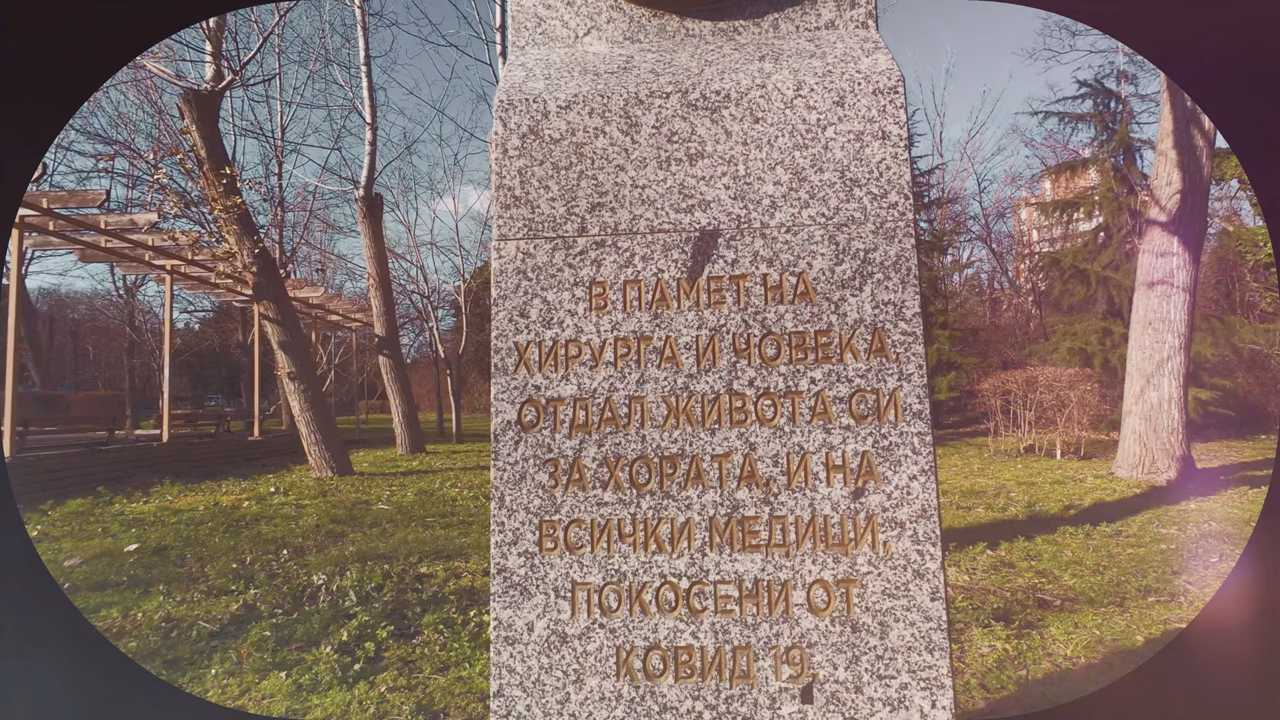 В ПАМЕТ НА
ХИРУРГА И ЧОВЕКА,
ОТДАЛ ЖИВОТА СИ
ЗА ХОРАТА, И НА
ВСИЧКИ МЕДИЦИ,
ПОКОСЕНИ ОТ
КОВИД 19.